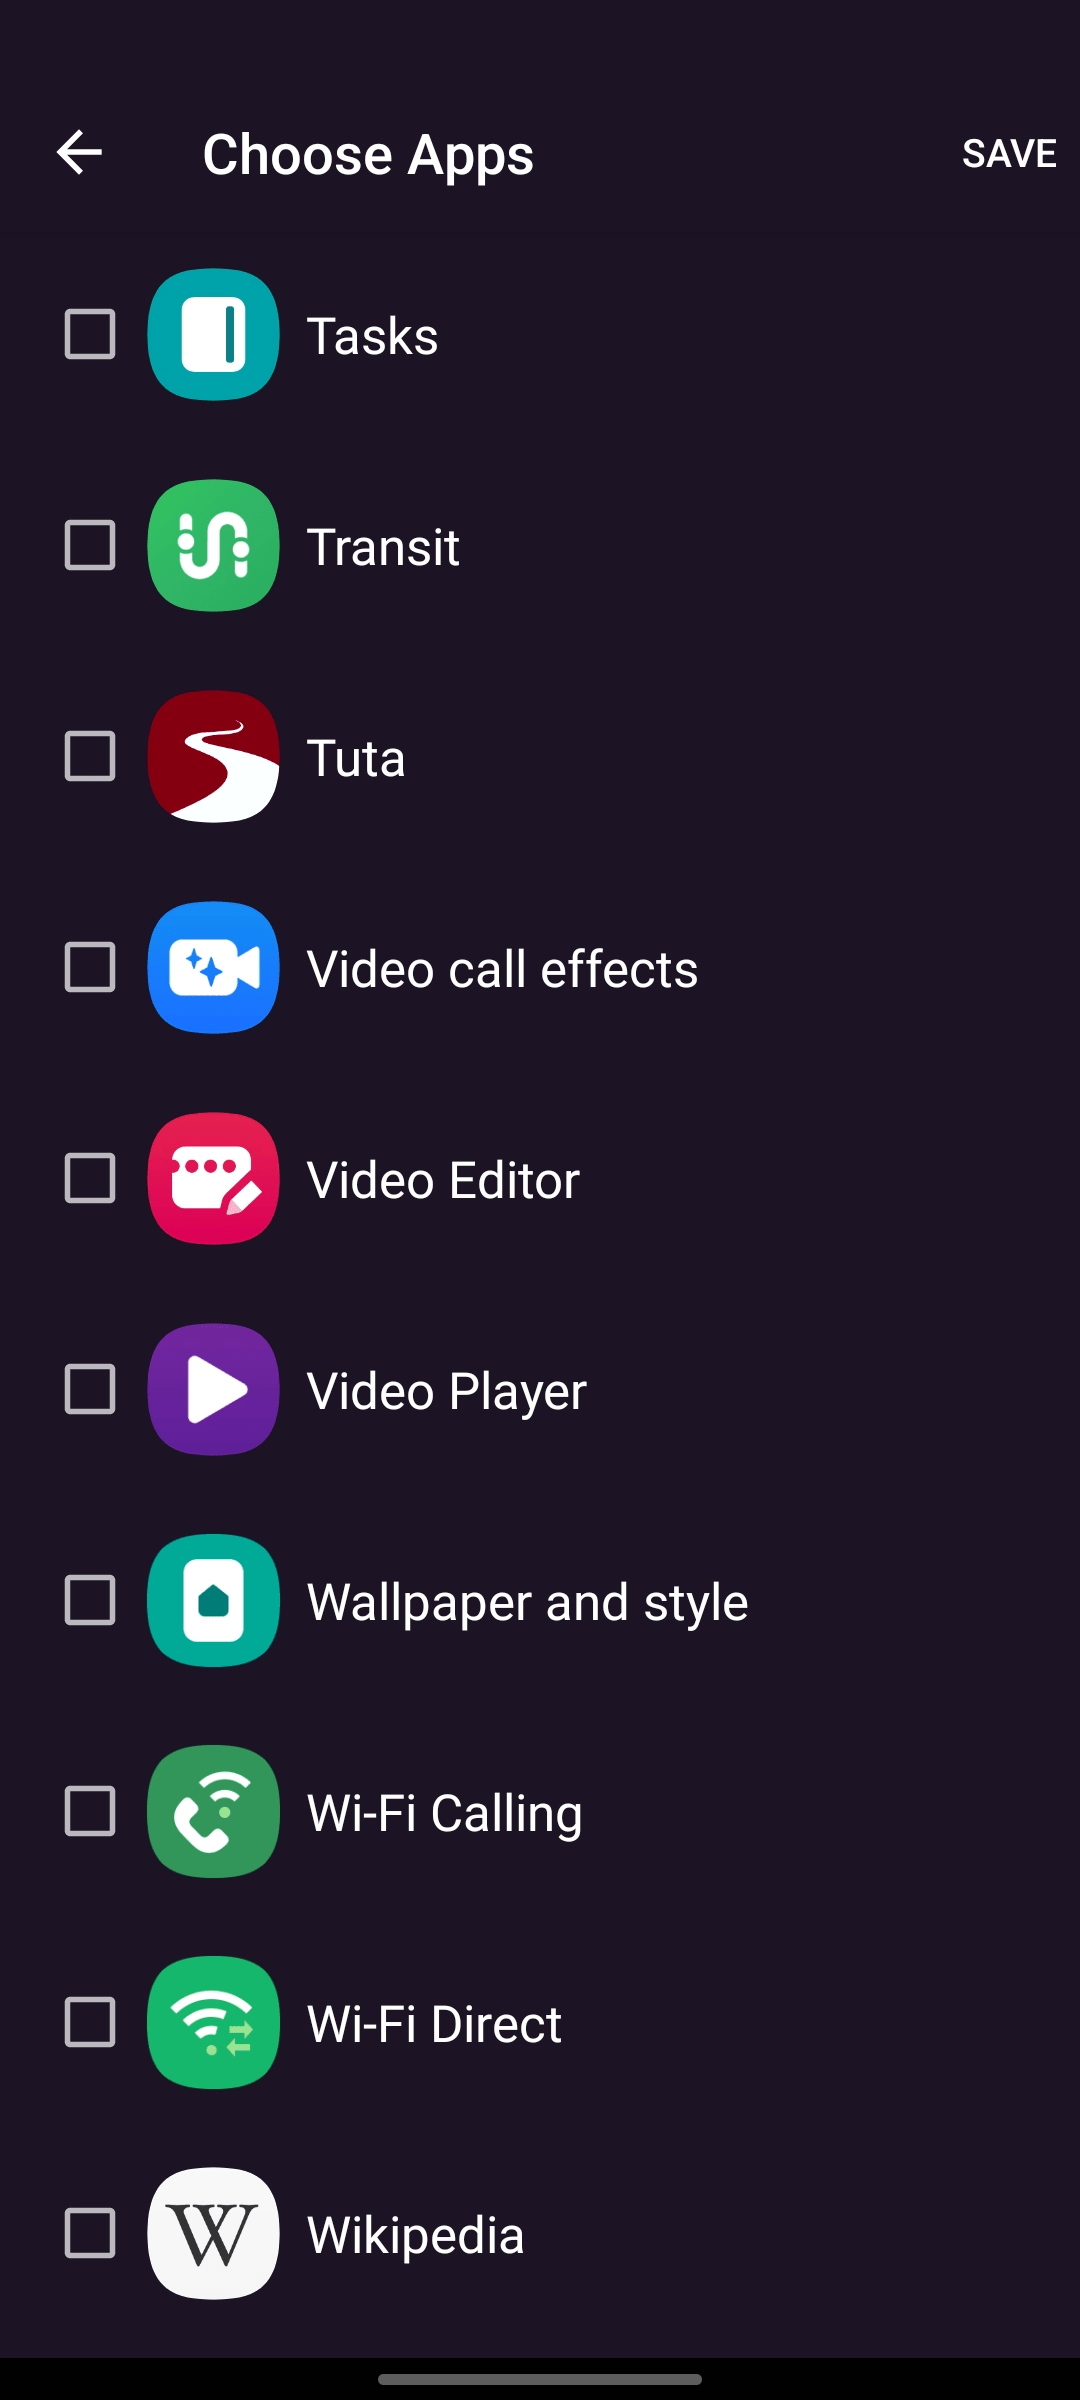 Choose Apps
SAVE
Tasks
Transit
Tuta
Video call effects
Video Editor
Video Player
Wallpaper and style
Wi-Fi Calling
Wi-Fi Direct
W
Wikipedia